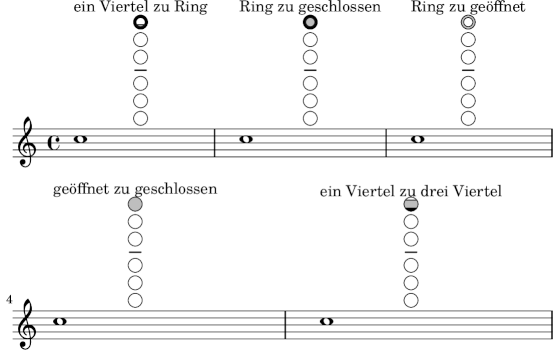 ein Viertel zu Ring Ring zu geschlossen Ring zu geöffnet
geöffnet zu geschlossen ein Viertel zu drei Viertel
4